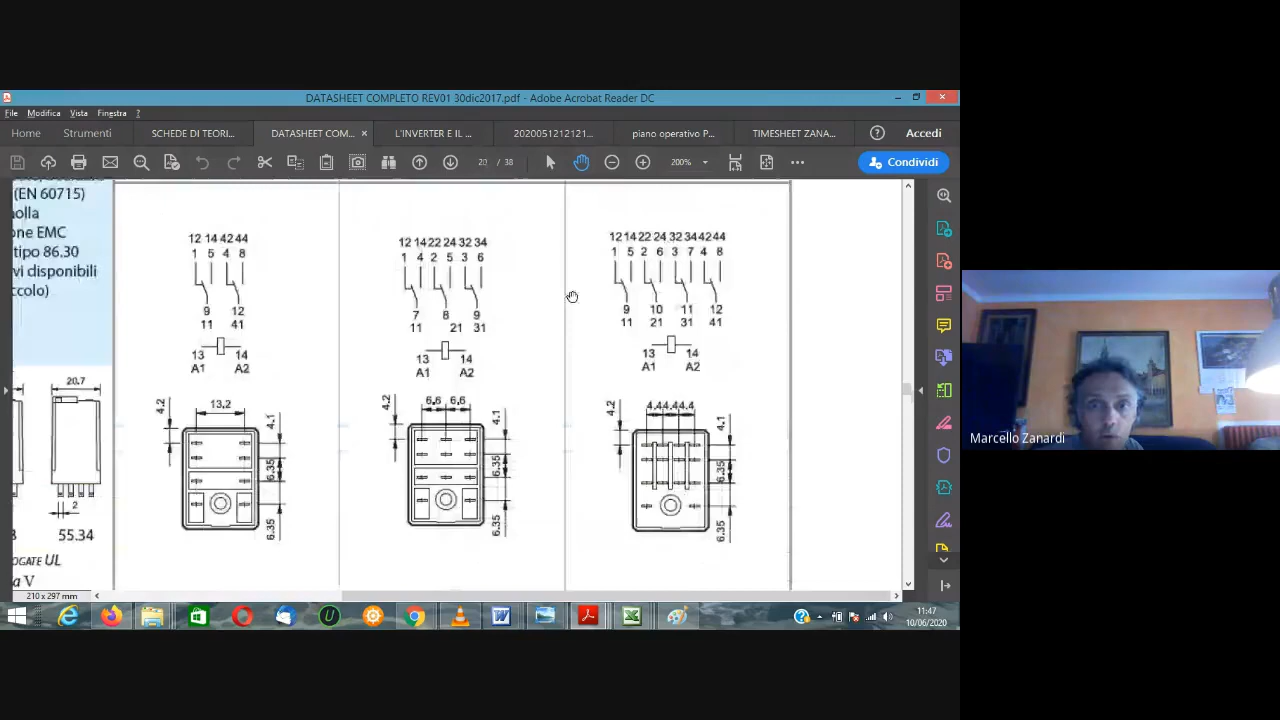 DATASHEET COMPLETO REV01 30dic2017.pdf - Adobe Acrobat Reader DC
File Modifica Vista Finestra ?
Home Strumenti SCHEDE DI TEORI... DATASHEET COM... × L'INVERTER E IL ... 2020051212121... piano operativo P... TIMESHEET ZANA... Accedi
20 / 38 200% Condividi
(EN 60715)
nolla
one EMC
tipo 86.30
vi disponibili
ccolo)
20.7
2
55.34
OGATE UL
a V
12 14 42 44
1 5 4 8
9 12
11 41
13 14
A1 A2
4.2 13,2 4.1
6.35
6.35
12 14 22 24 32 34
1 4 2 5 3 6
7 8 9
11 21 31
13 14
A1 A2
4.2 6,6 6,6 4.1
6.35
6.35
12 14 22 24 32 34 42 44
1 5 2 6 3 7 4 8
9 10 11 12
11 21 31 41
13 14
A1 A2
4.2 4.4 4.4 4.4 4.1
6.35
6.35
210 x 297 mm
11:47
10/06/2020
Marcello Zanardi